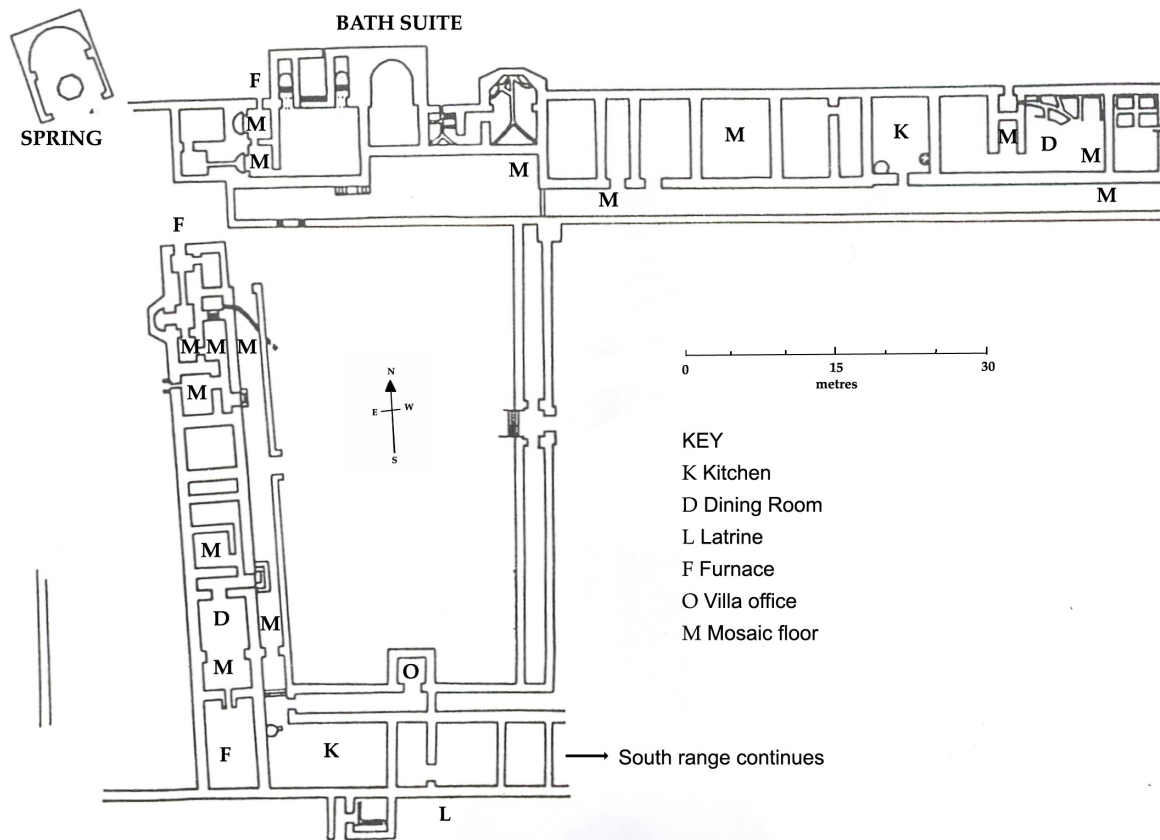 BATH SUITE
SPRING
F
M
M
M
M
M
K
M
D
M
M
F
M
M
M
M
N
E
W
S
0
15
30
metres
KEY
K Kitchen
D Dining Room
L Latrine
F Furnace
O Villa office
M Mosaic floor
M
D
M
M
O
F
K
South range continues
L